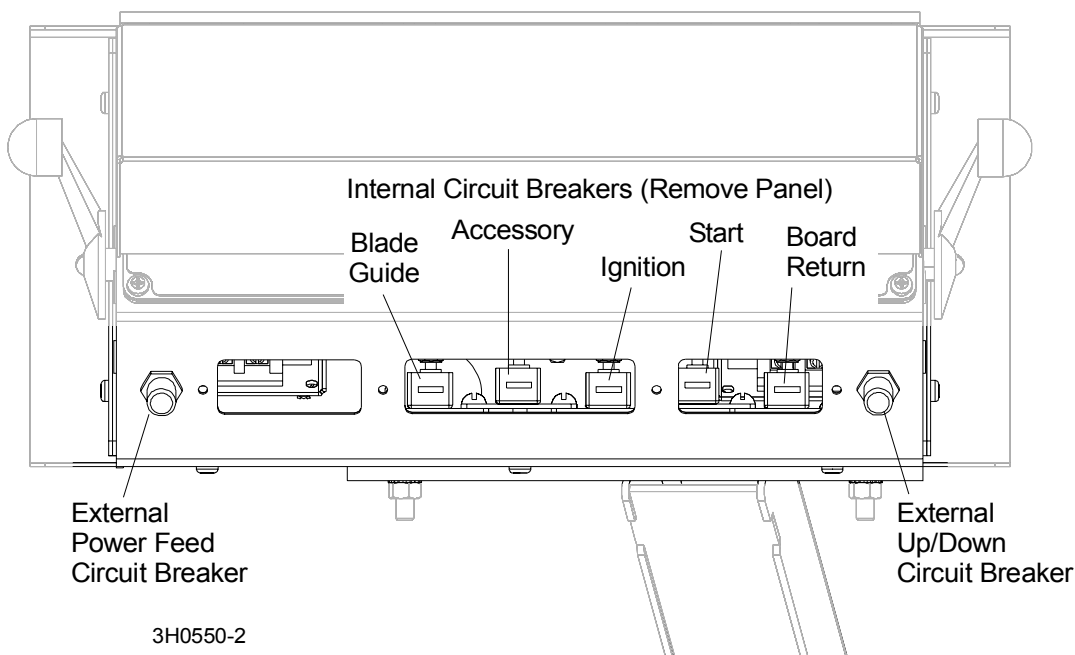 Internal Circuit Breakers (Remove Panel)
Blade
Guide
Accessory
Ignition
Start
Board
Return
External
Power Feed
Circuit Breaker
External
Up/Down
Circuit Breaker
3H0550-2